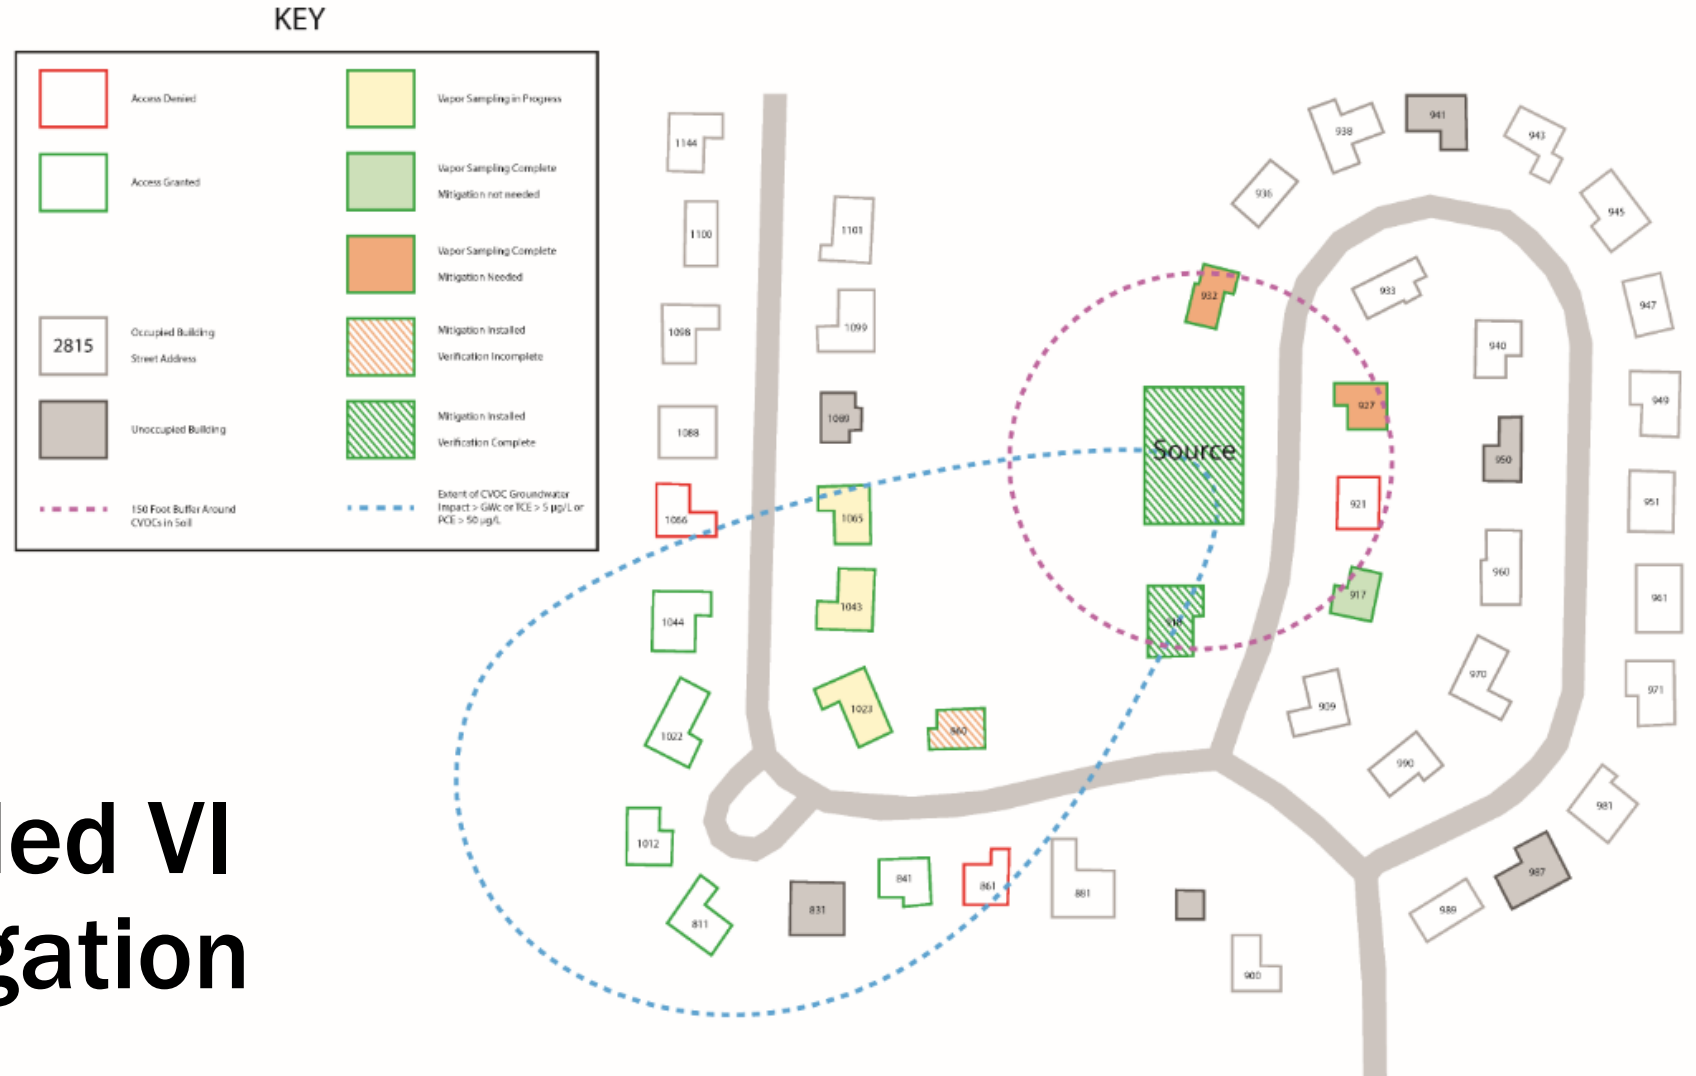 KEY
Access Denied
Access Granted
2815
Occupied Building
Street Address
Unoccupied Building
150 Foot Buffer Around
CVOCs in Soil
Vapor Sampling in Progress
Vapor Sampling Complete
Mitigation not needed
Vapor Sampling Complete
Mitigation Needed
Mitigation Installed
Verification Incomplete
Mitigation Installed
Verification Complete
Extent of CVOC Groundwater
Impact > GWc or TCE > 5 µg/L or
PCE > 50 µg/L
1144
1100
1101
1098
1099
1088
1089
1066
1065
1044
1043
1022
1023
1012
811
831
841
861
881
900
932
Source
918
927
921
917
909
990
936
938
941
943
945
947
949
951
961
971
981
987
989
933
940
950
960
970
led VI
gation